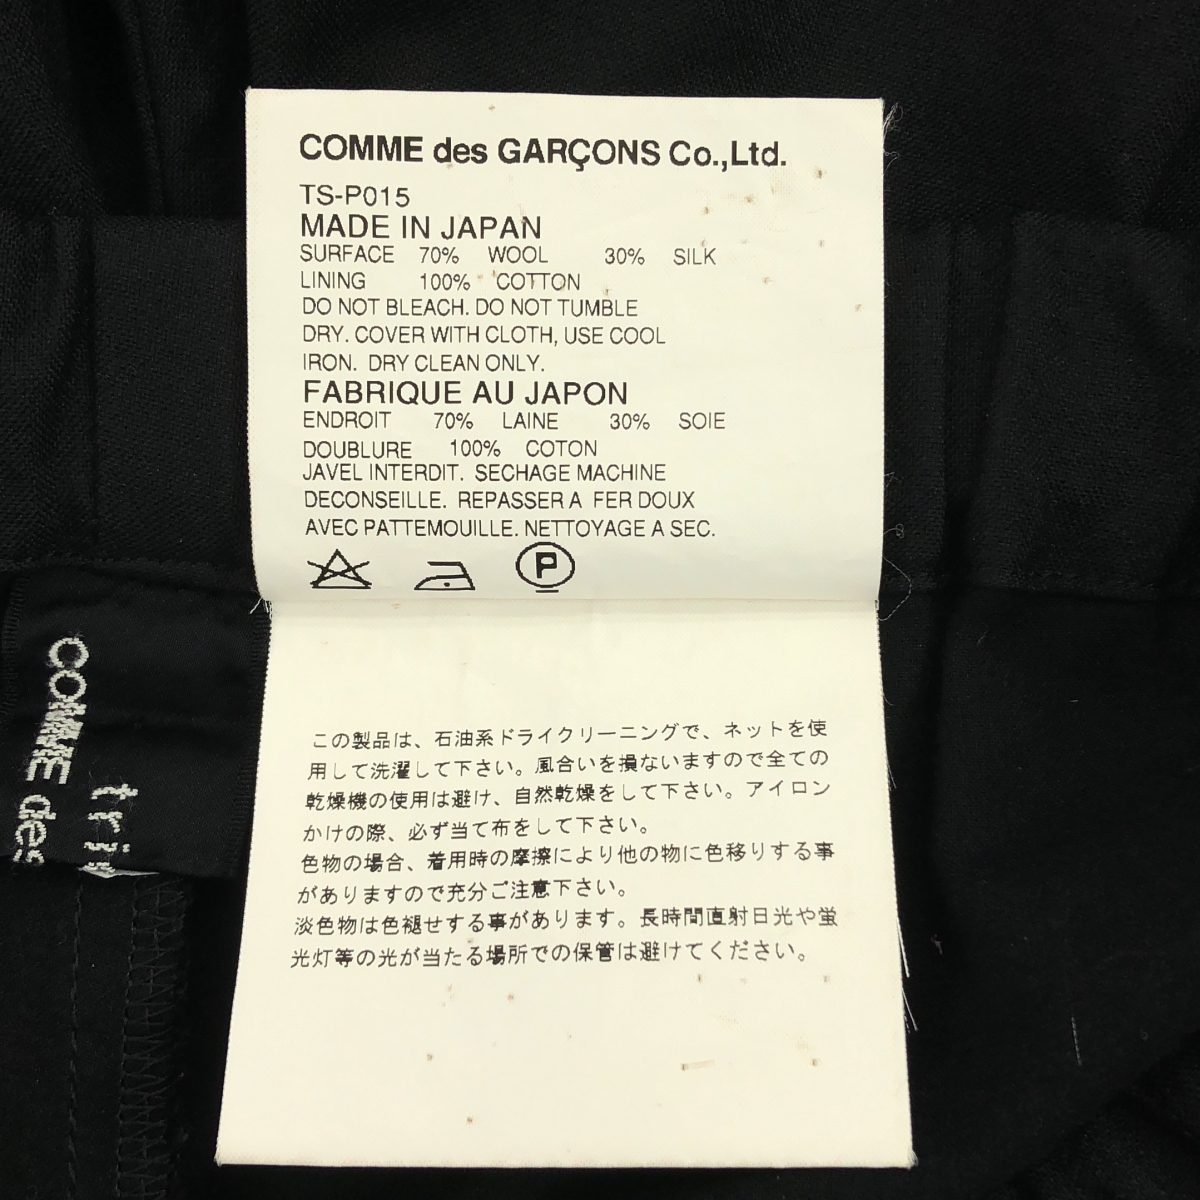 COMME des GARÇONS Co.,Ltd.
TS-P015
MADE IN JAPAN
SURFACE 70% WOOL 30% SILK
LINING 100% COTTON
DO NOT BLEACH. DO NOT TUMBLE
DRY. COVER WITH CLOTH, USE COOL
IRON. DRY CLEAN ONLY.
FABRIQUE AU JAPON
ENDROIT 70% LAINE 30% SOIE
DOUBLURE 100% COTON
JAVEL INTERDIT. SECHAGE MACHINE
DECONSEILLE. REPASSER A FER DOUX
AVEC PATTEMOUILLE. NETTOYAGE A SEC.
P
この製品は、石油系ドライクリーニングで、ネットを使
用して洗濯して下さい。風合いを損ないますので全ての
乾燥機の使用は避け、自然乾燥をして下さい。アイロン
かけの際、必ず当て布をして下さい。
色物の場合、着用時の摩擦により他の物に色移りする事
がありますので充分ご注意下さい。
淡色物は色褪せする事があります。長時間直射日光や蛍
光灯等の光が当たる場所での保管は避けてください。
COMME des